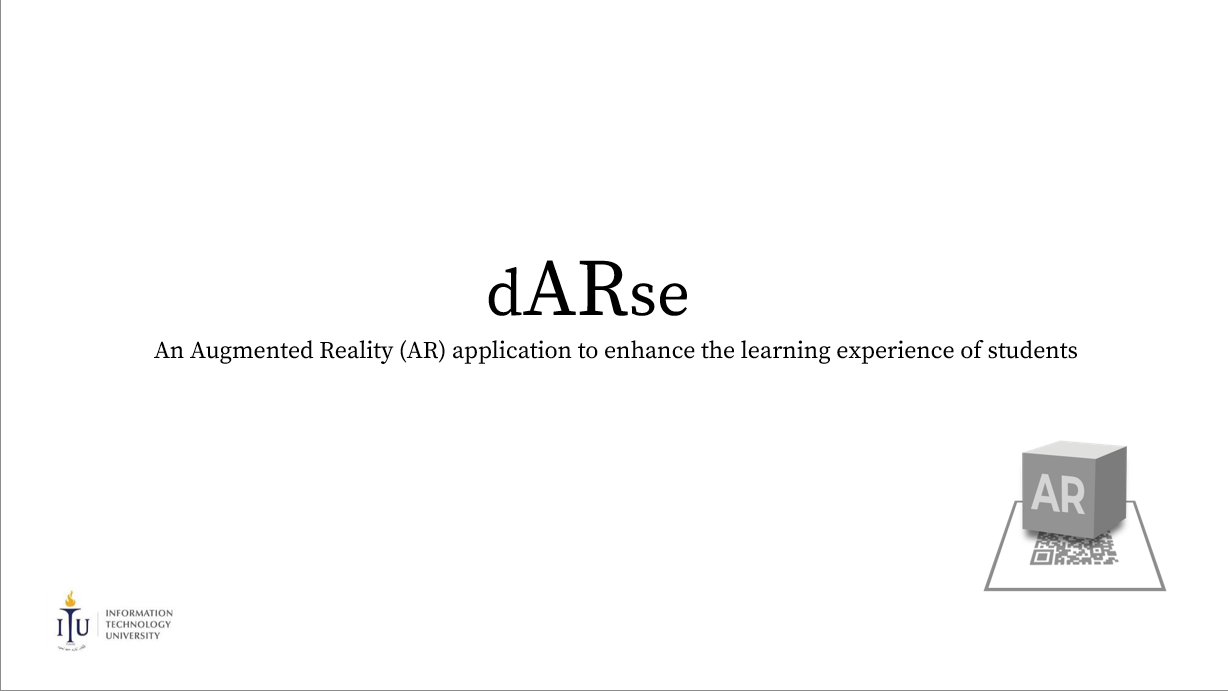 dARse
An Augmented Reality (AR) application to enhance the learning experience of students
AR
ITU
INFORMATION
TECHNOLOGY
UNIVERSITY